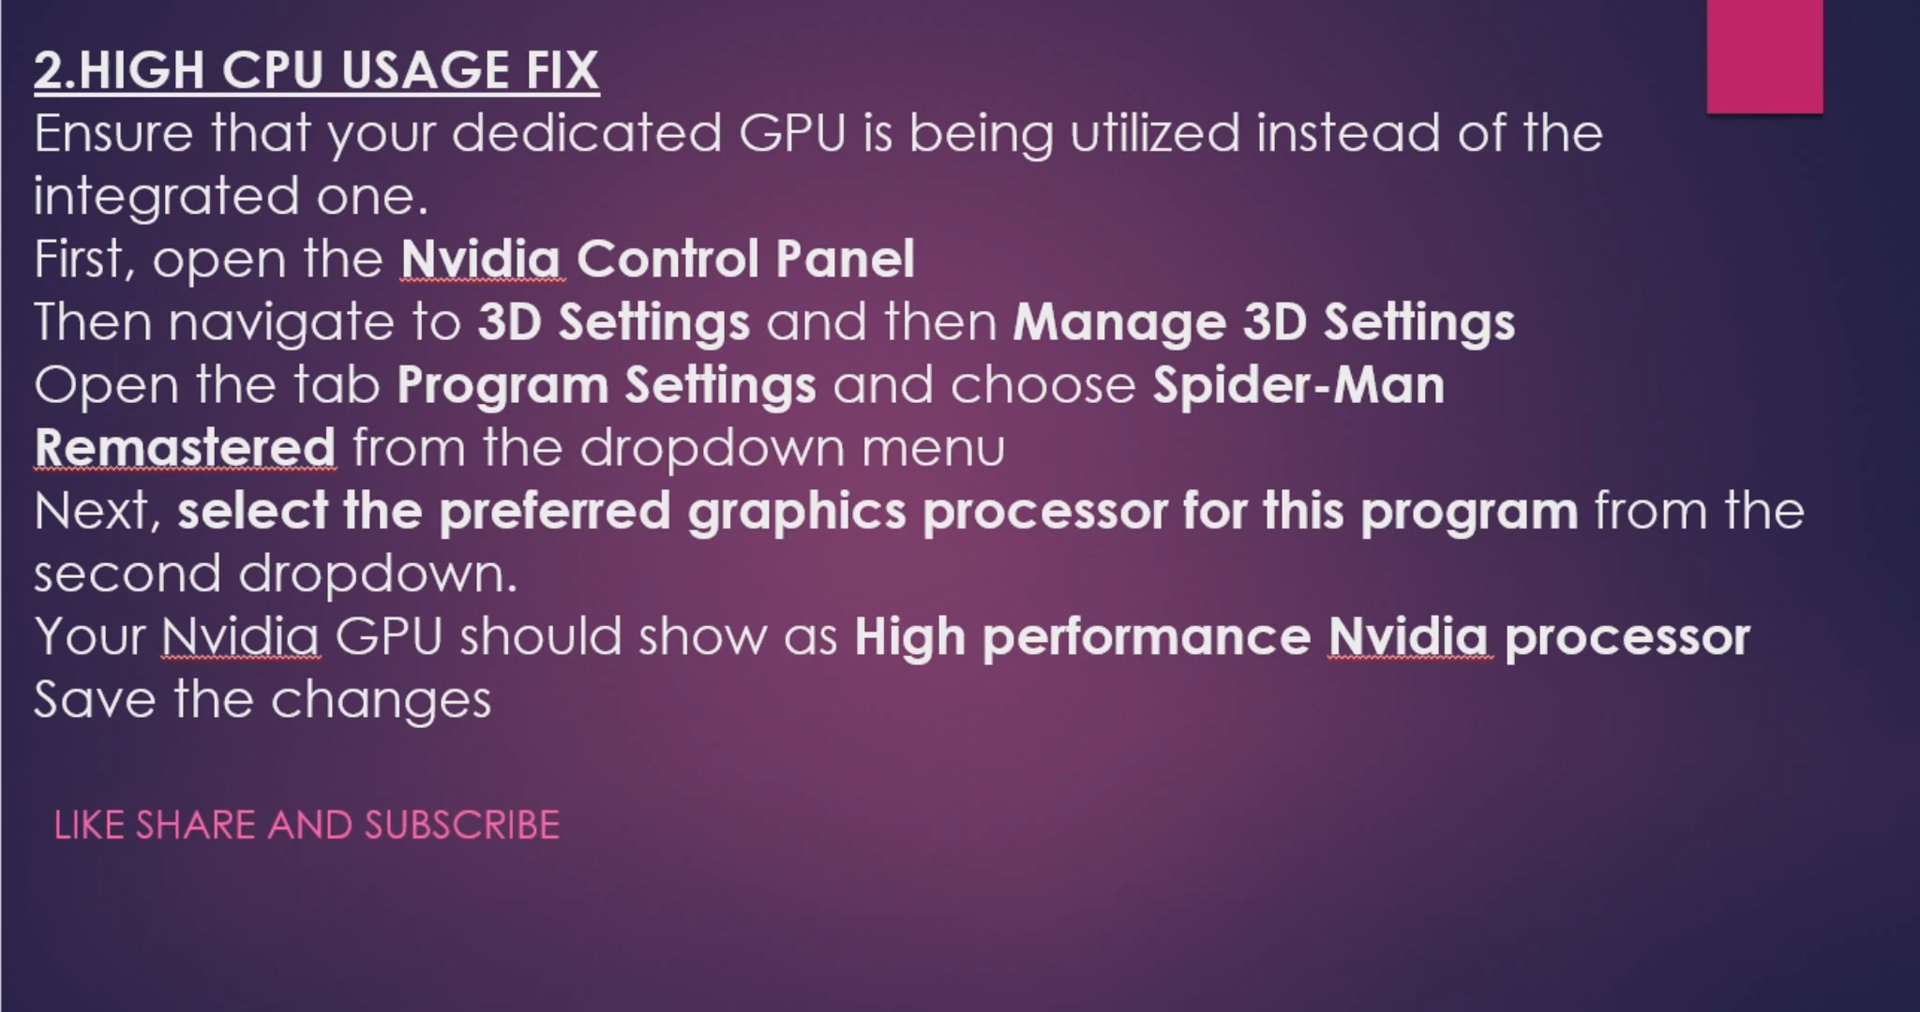 2.HIGH CPU USAGE FIX
Ensure that your dedicated GPU is being utilized instead of the
integrated one.
First, open the Nvidia Control Panel
Then navigate to 3D Settings and then Manage 3D Settings
Open the tab Program Settings and choose Spider-Man
Remastered from the dropdown menu
Next, select the preferred graphics processor for this program from the
second dropdown.
Your Nvidia GPU should show as High performance Nvidia processor
Save the changes
LIKE SHARE AND SUBSCRIBE